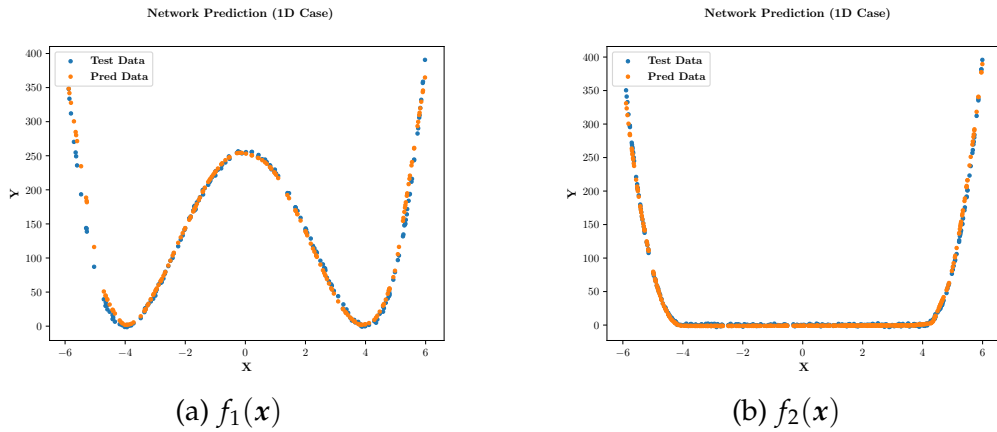 Network Prediction (1D Case)
Test Data
Pred Data
400
350
300
250
200
150
100
50
0
Y
−6
−4
−2
0
2
4
6
X
(a) f₁(x)
Network Prediction (1D Case)
Test Data
Pred Data
400
350
300
250
200
150
100
50
0
Y
−6
−4
−2
0
2
4
6
X
(b) f₂(x)